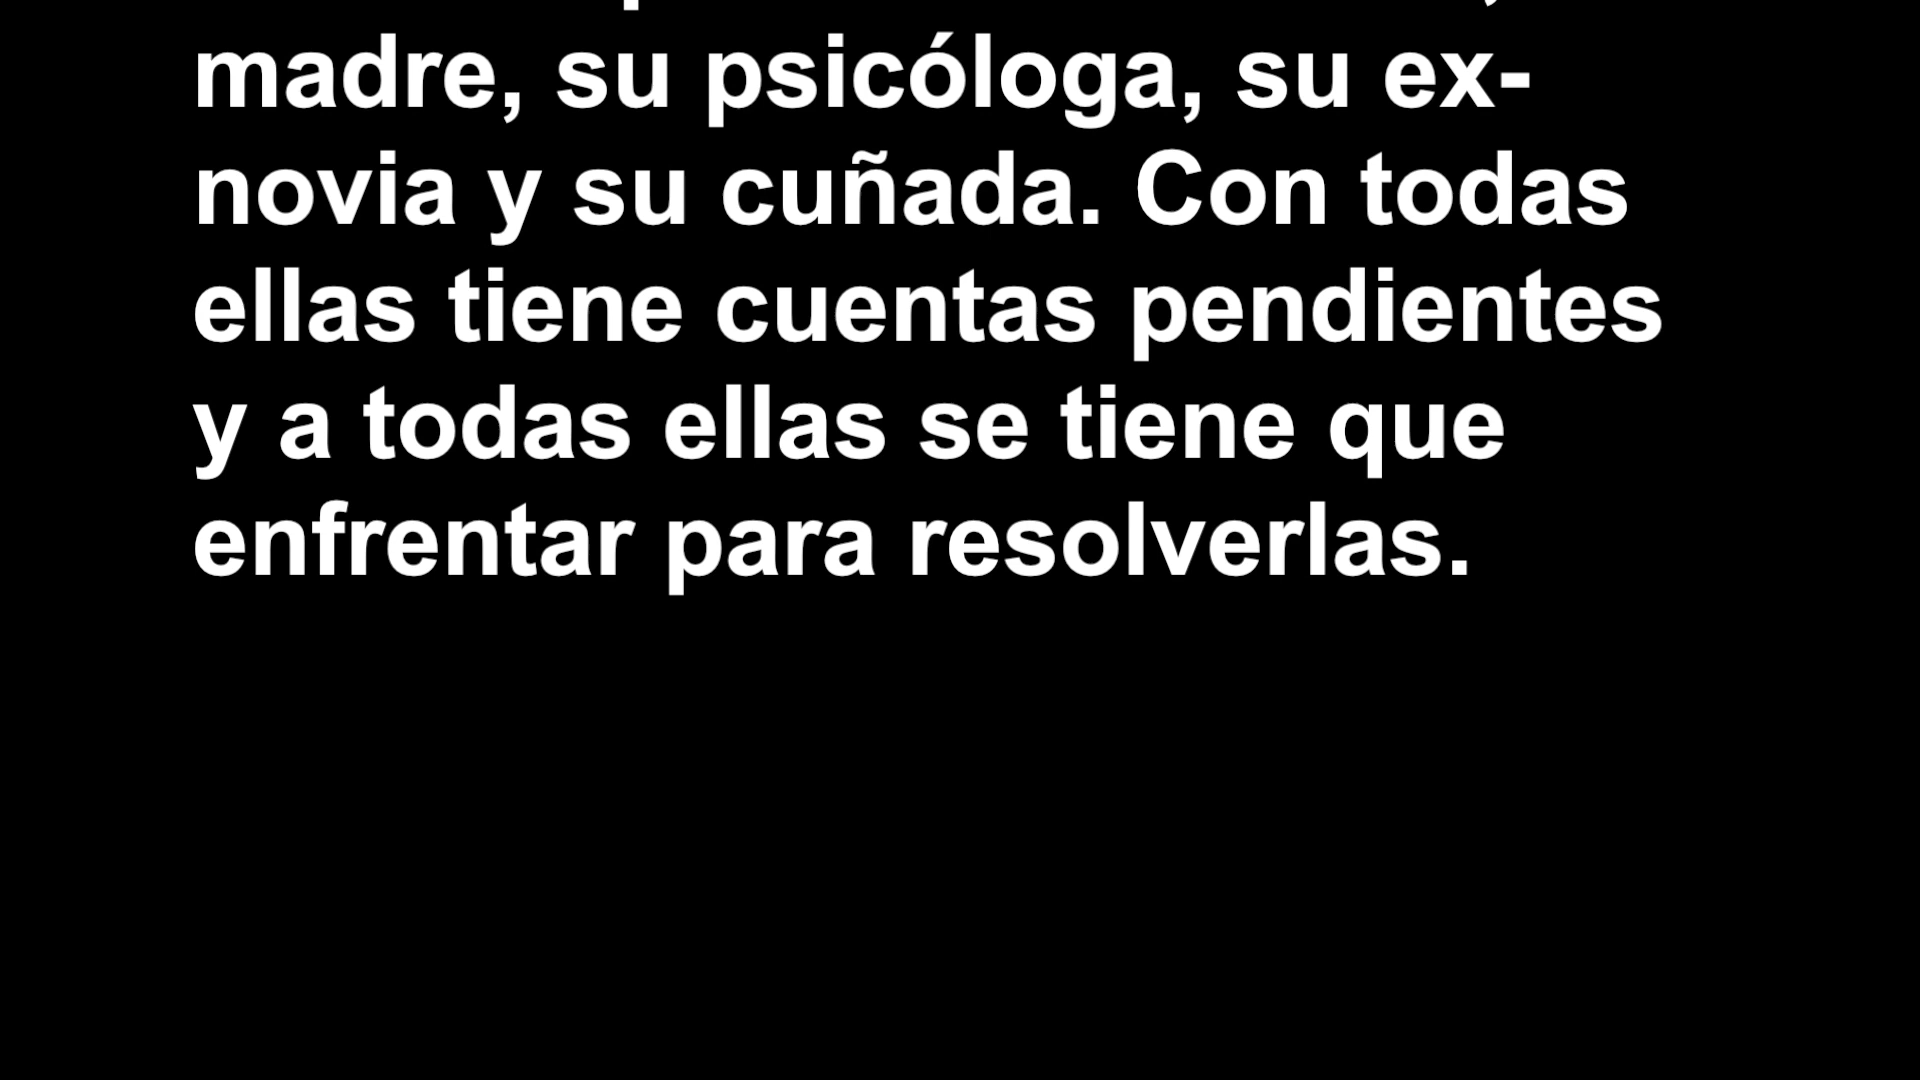 madre, su psicóloga, su ex-
novia y su cuñada. Con todas
ellas tiene cuentas pendientes
y a todas ellas se tiene que
enfrentar para resolverlas.